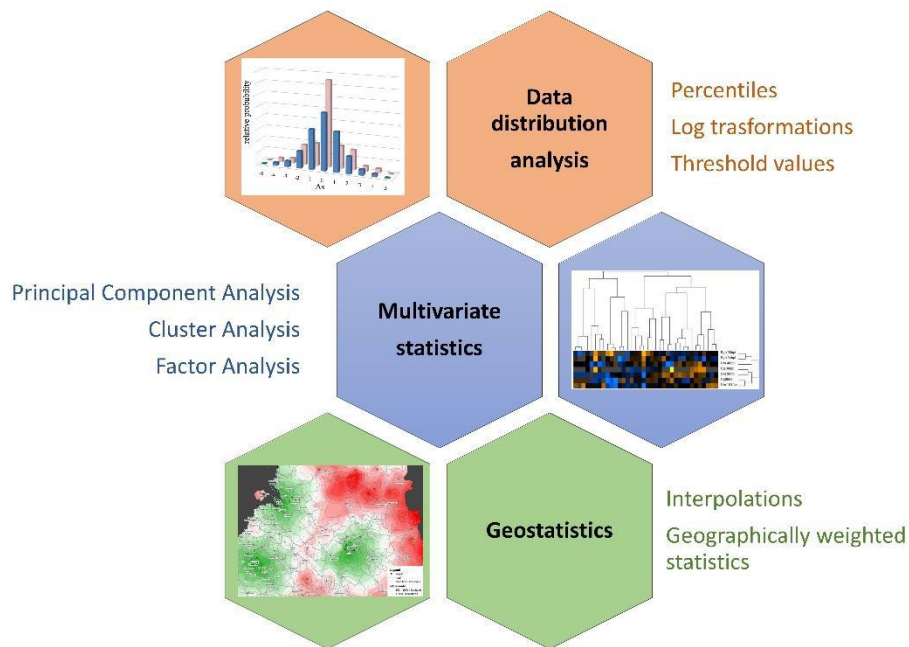 relative probability
Δx
Data
distribution
analysis
Percentiles
Log trasformations
Threshold values
Principal Component Analysis
Cluster Analysis
Factor Analysis
Multivariate
statistics
Geostatistics
Interpolations
Geographically weighted
statistics